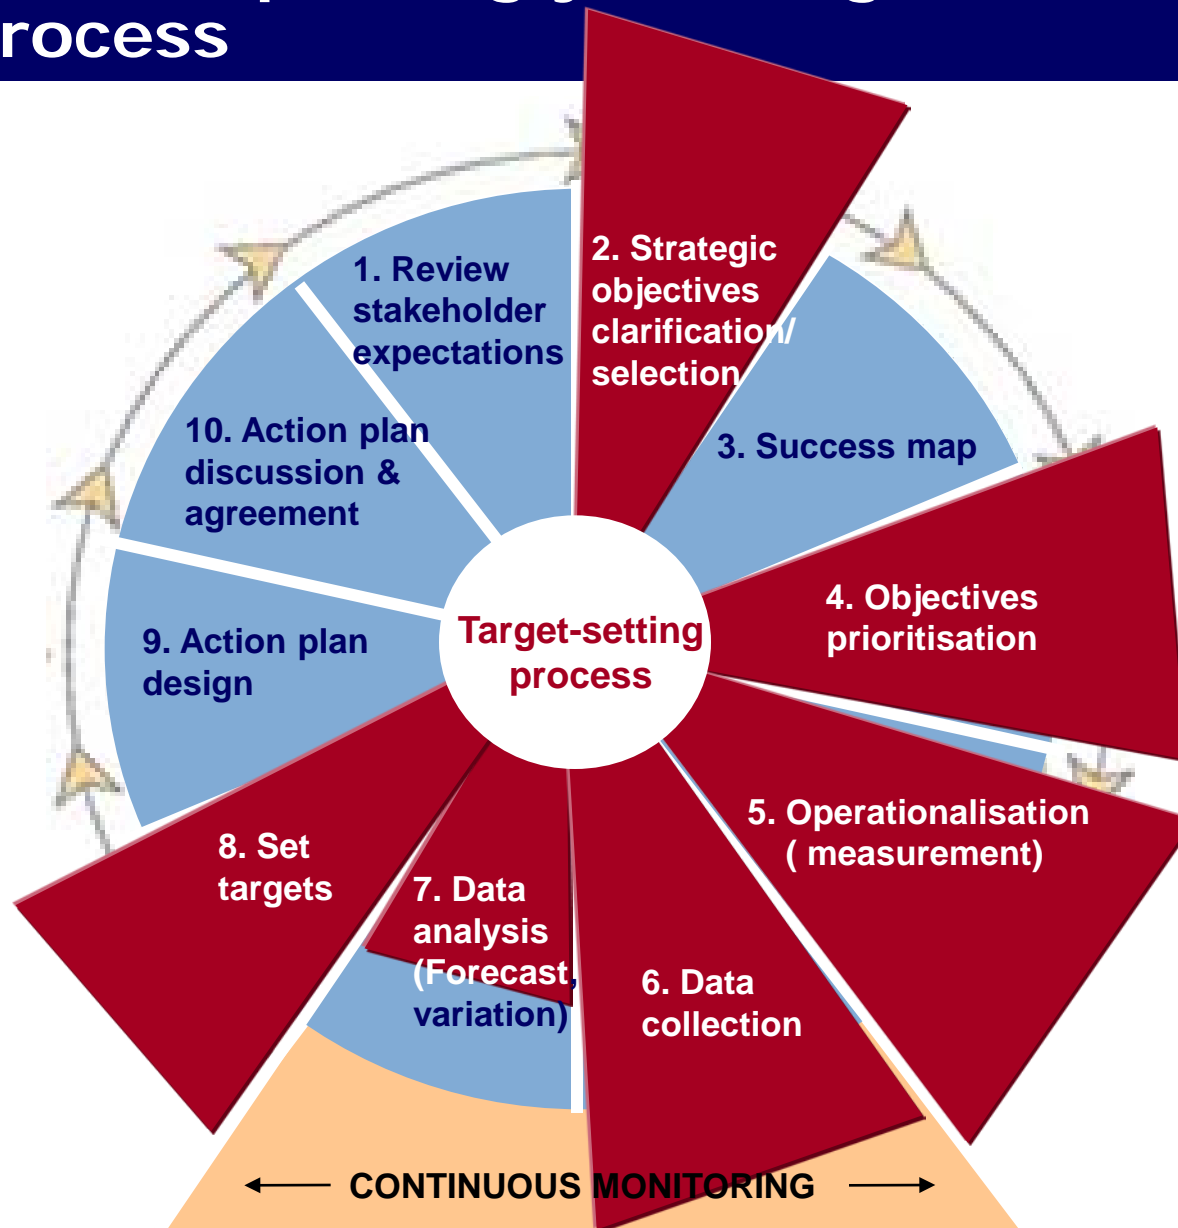 rocess
1. Review
stakeholder
expectations
2. Strategic
objectives
clarification/
selection
3. Success map
4. Objectives
prioritisation
5. Operationalisation
( measurement)
6. Data
collection
7. Data
analysis
(Forecast,
variation)
8. Set
targets
9. Action plan
design
10. Action plan
discussion &
agreement
Target-setting
process
CONTINUOUS MONITORING